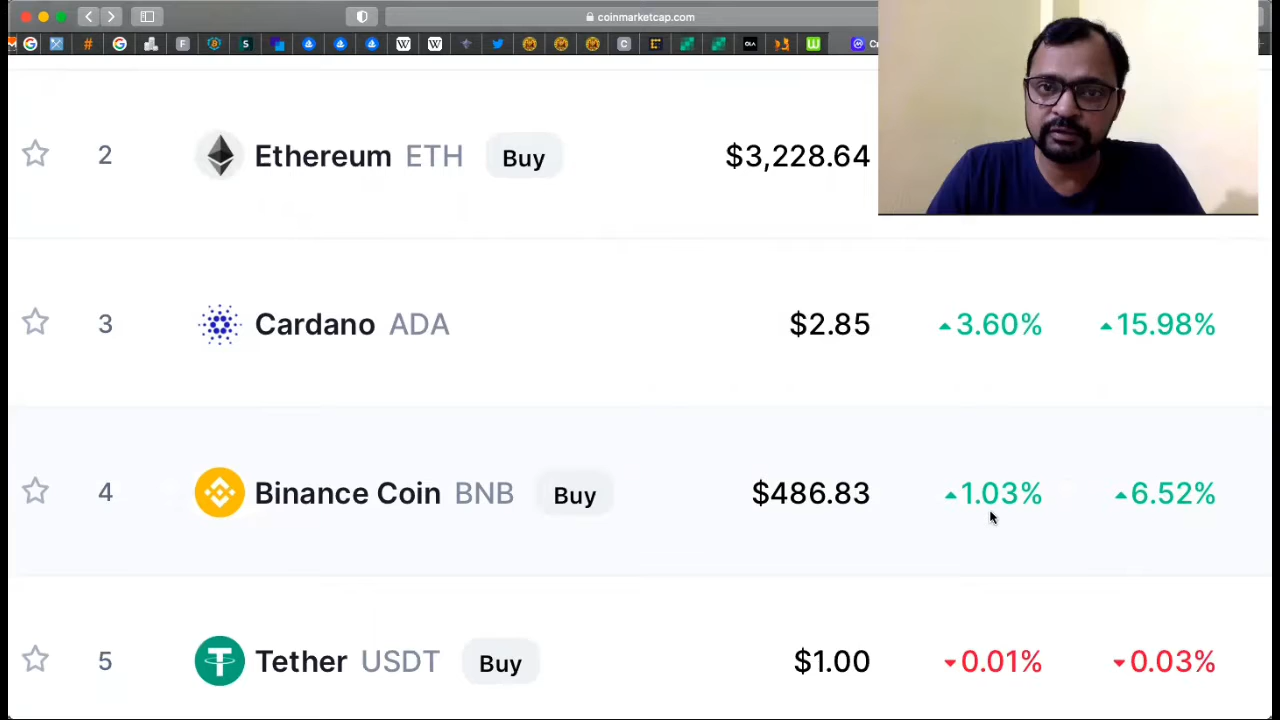 coinmarketcap.com
2 Ethereum ETH Buy $3,228.64
3 Cardano ADA $2.85 3.60% 15.98%
4 Binance Coin BNB Buy $486.83 1.03% 6.52%
5 Tether USDT Buy $1.00 0.01% 0.03%